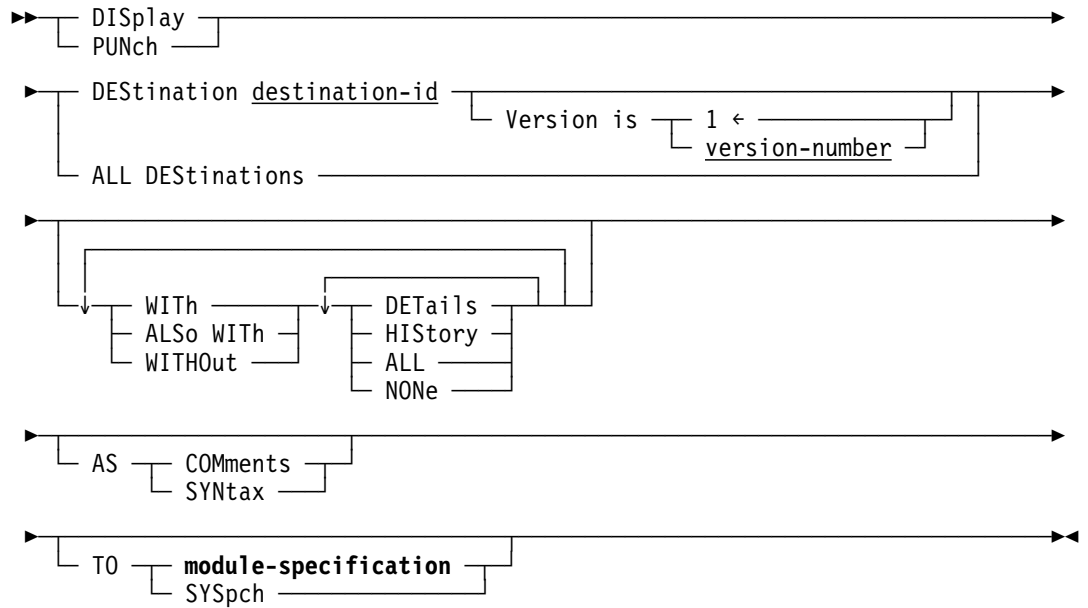 DISplay
PUNch
DEStination destination-id
Version is 1 ←
version-number
ALL DEStinations
WITh DETails
ALSo WITh HIStory
WITHOut ALL
NONe
AS COMments
SYNtax
TO module-specification
SYSpch